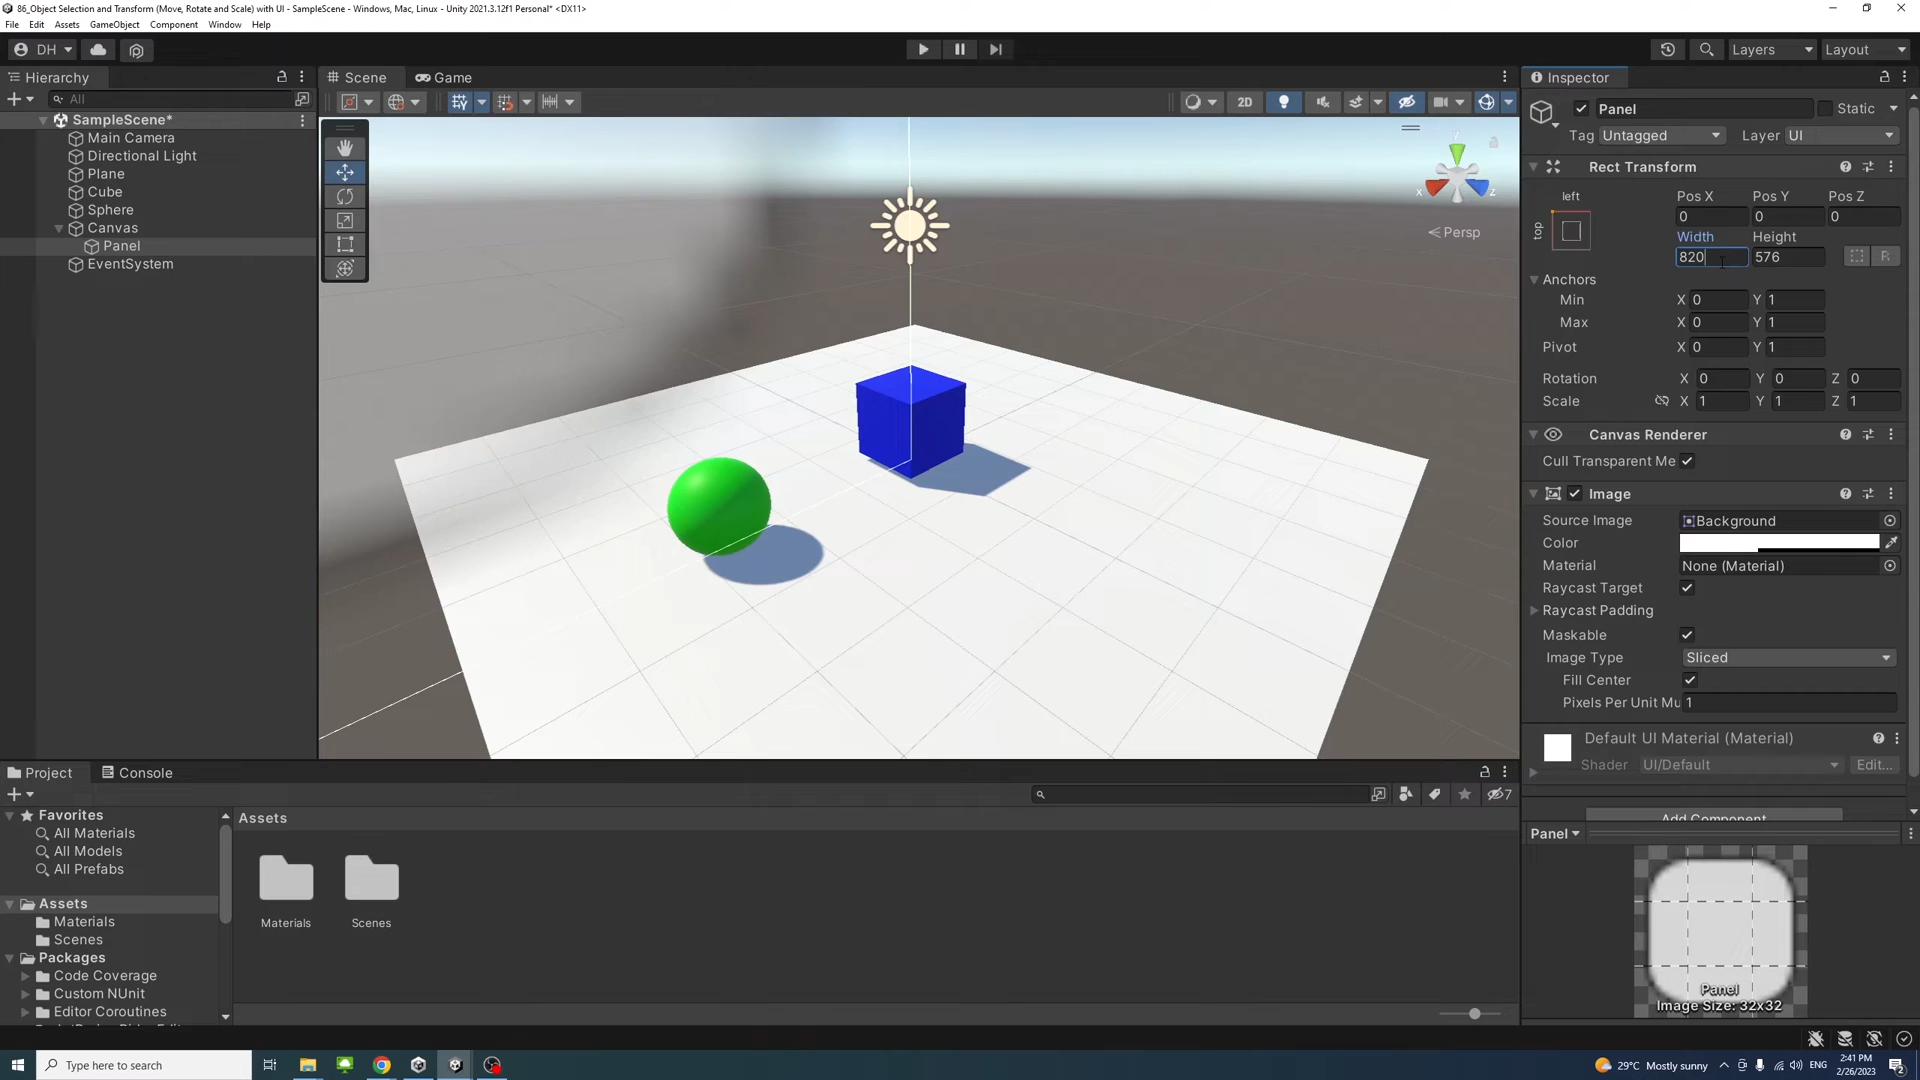 86_Object Selection and Transform (Move, Rotate and Scale) with UI - SampleScene - Windows, Mac, Linux - Unity 2021.3.12f1 Personal* <DX11>
File Edit Assets GameObject Component Window Help
DH
Layers
Layout
Hierarchy
All
SampleScene*
Main Camera
Directional Light
Plane
Cube
Sphere
Canvas
Panel
EventSystem
Scene
Game
2D
y
x
z
< Persp
Inspector
Panel
Static
Tag Untagged
Layer UI
Rect Transform
left
top
Pos X Pos Y Pos Z
0 0 0
Width Height
820 576
R
Anchors
Min X 0 Y 1
Max X 0 Y 1
Pivot X 0 Y 1
Rotation X 0 Y 0 Z 0
Scale X 1 Y 1 Z 1
Canvas Renderer
Cull Transparent Me
Image
Source Image Background
Color
Material None (Material)
Raycast Target
Raycast Padding
Maskable
Image Type Sliced
Fill Center
Pixels Per Unit Mu 1
Default UI Material (Material)
Shader UI/Default Edit...
Add Component
Panel
Panel
Image Size: 32x32
Project
Console
7
Favorites
All Materials
All Models
All Prefabs
Assets
Materials
Scenes
Packages
Code Coverage
Custom NUnit
Editor Coroutines
Assets
Materials
Scenes
Type here to search
29°C Mostly sunny
ENG
2:41 PM
2/26/2023
2